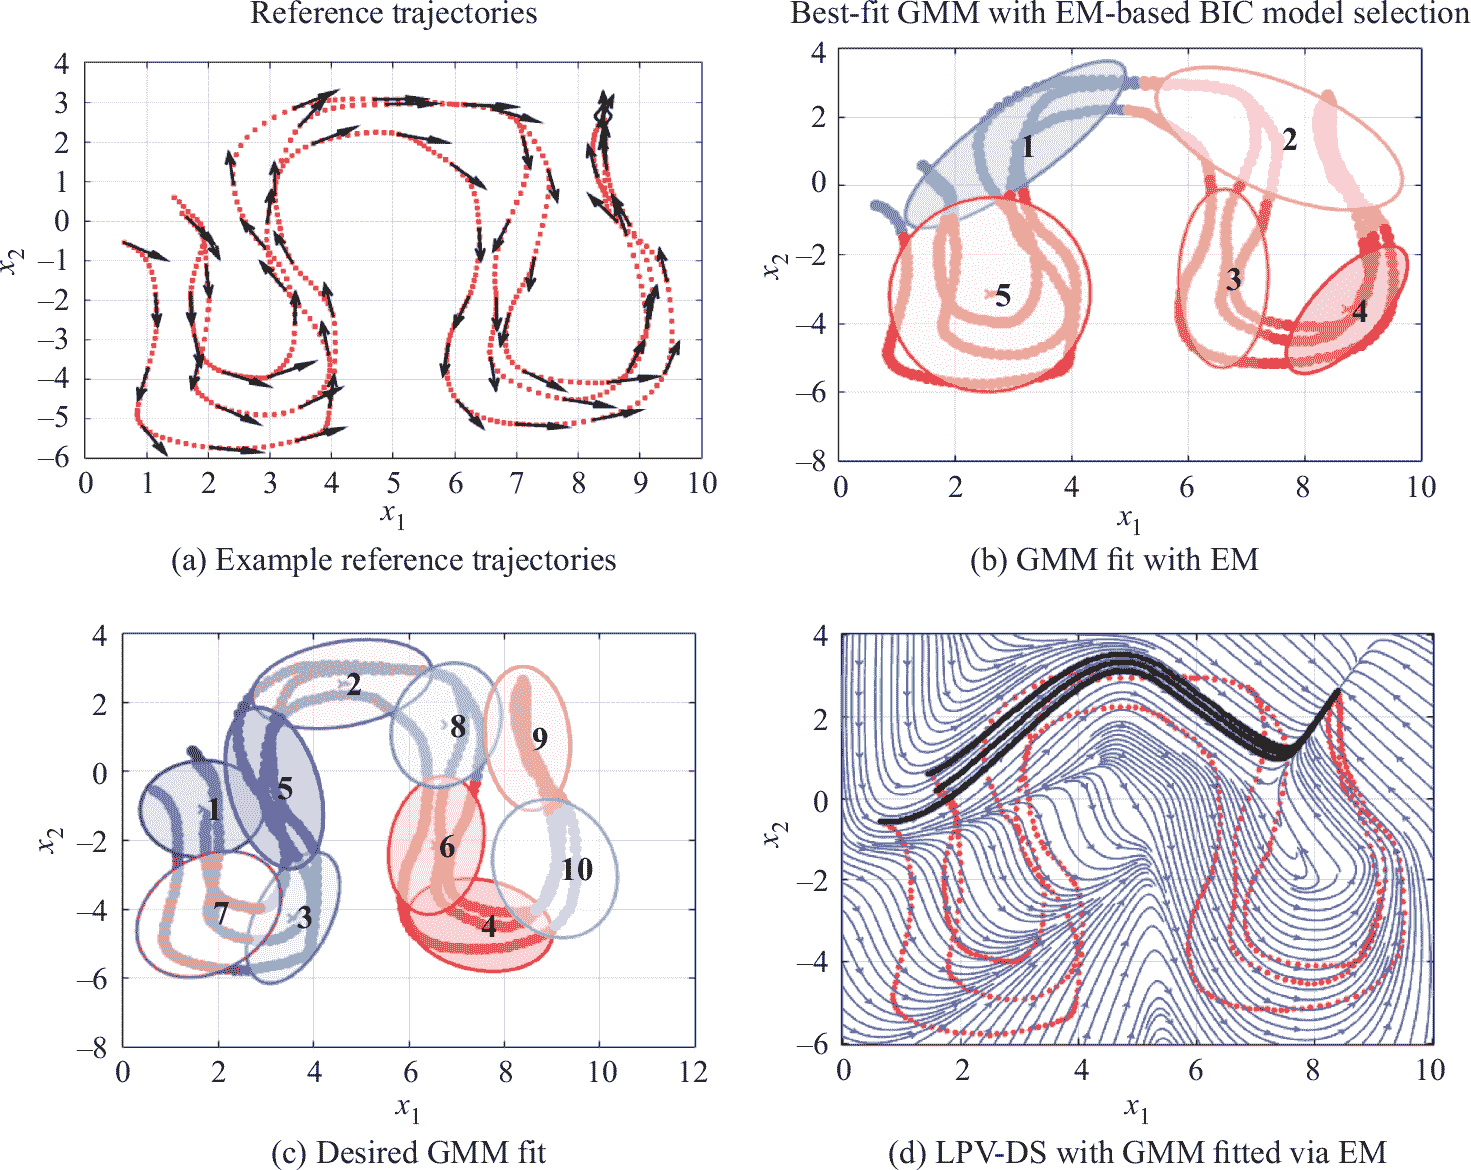 Reference trajectories
4
3
2
1
0
–1
–2
–3
–4
–5
–6
x2
0 1 2 3 4 5 6 7 8 9 10
x1
(a) Example reference trajectories
Best-fit GMM with EM-based BIC model selection
4
2
0
–2
–4
–6
–8
x2
1
2
3
4
5
0 2 4 6 8 10
x1
(b) GMM fit with EM
4
2
0
–2
–4
–6
–8
x2
2
8
9
5
1
6
10
7
3
4
0 2 4 6 8 10 12
x1
(c) Desired GMM fit
4
2
0
–2
–4
–6
x2
0 2 4 6 8 10
x1
(d) LPV-DS with GMM fitted via EM